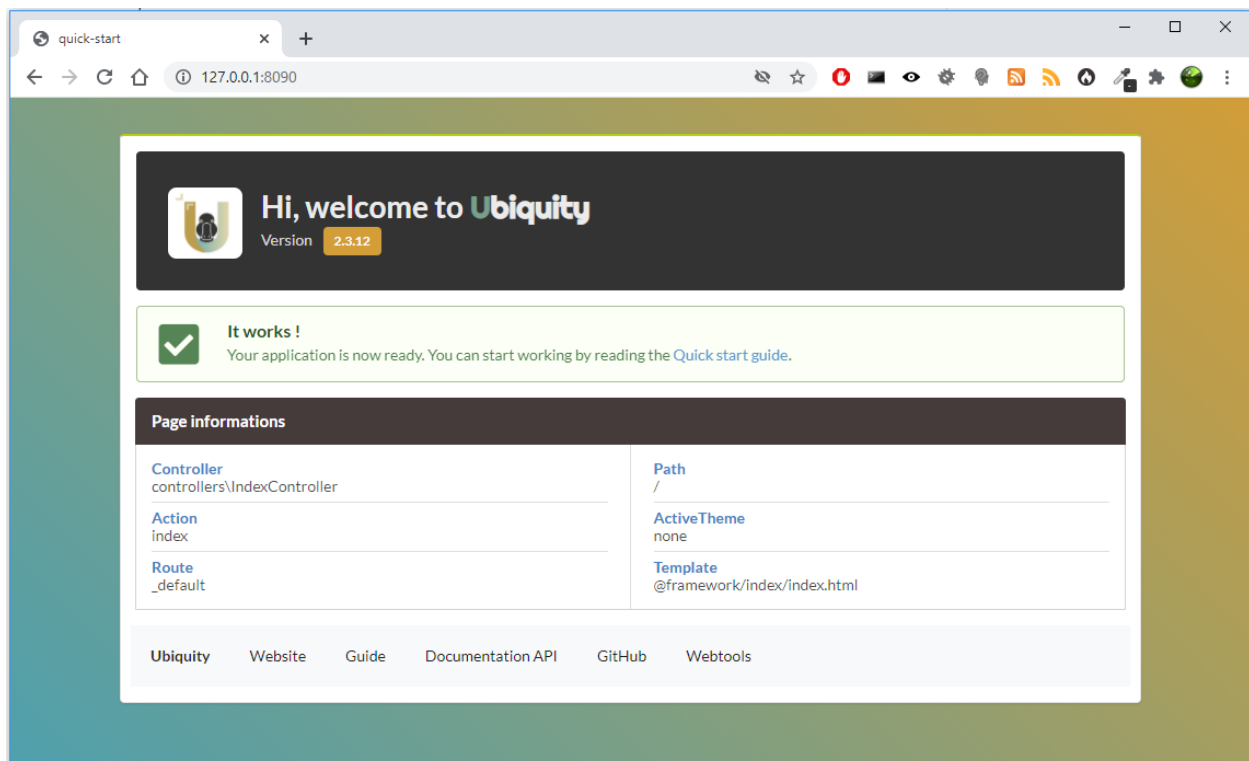 quick-start
127.0.0.1:8090
Hi, welcome to Ubiquity
Version 2.3.12
It works !
Your application is now ready. You can start working by reading the Quick start guide.
Page informations
Controller
controllers\IndexController
Action
index
Route
_default
Path
/
ActiveTheme
none
Template
@framework/index/index.html
Ubiquity Website Guide Documentation API GitHub Webtools